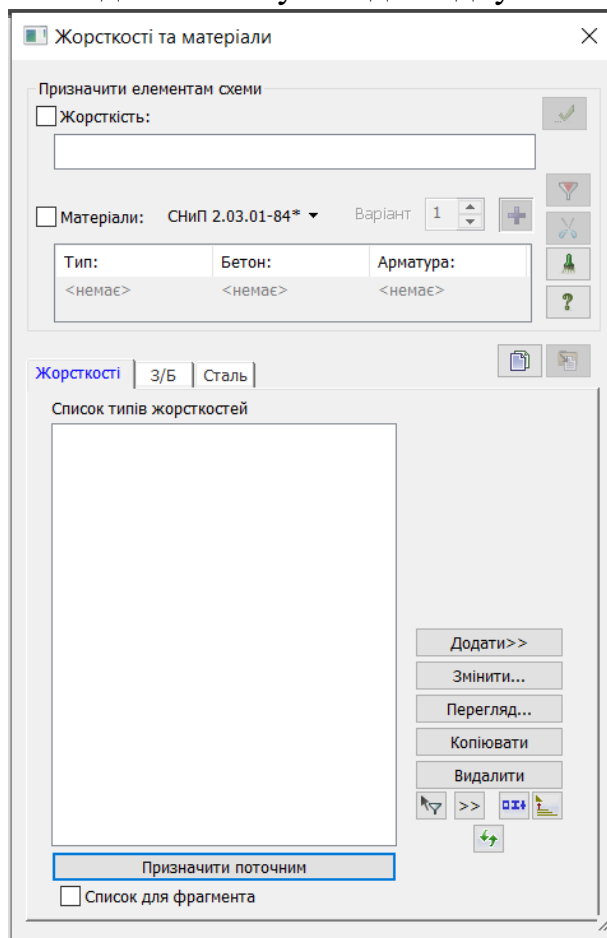 Жорсткості та матеріали
Призначити елементам схеми
Жорсткість:
Матеріали: СНиП 2.03.01-84* Варіант 1
Тип: Бетон: Арматура:
<немає> <немає> <немає>
Жорсткості З/Б Сталь
Список типів жорсткостей
Додати>>
Змінити...
Перегляд...
Копіювати
Видалити
>>
Призначити поточним
Список для фрагмента